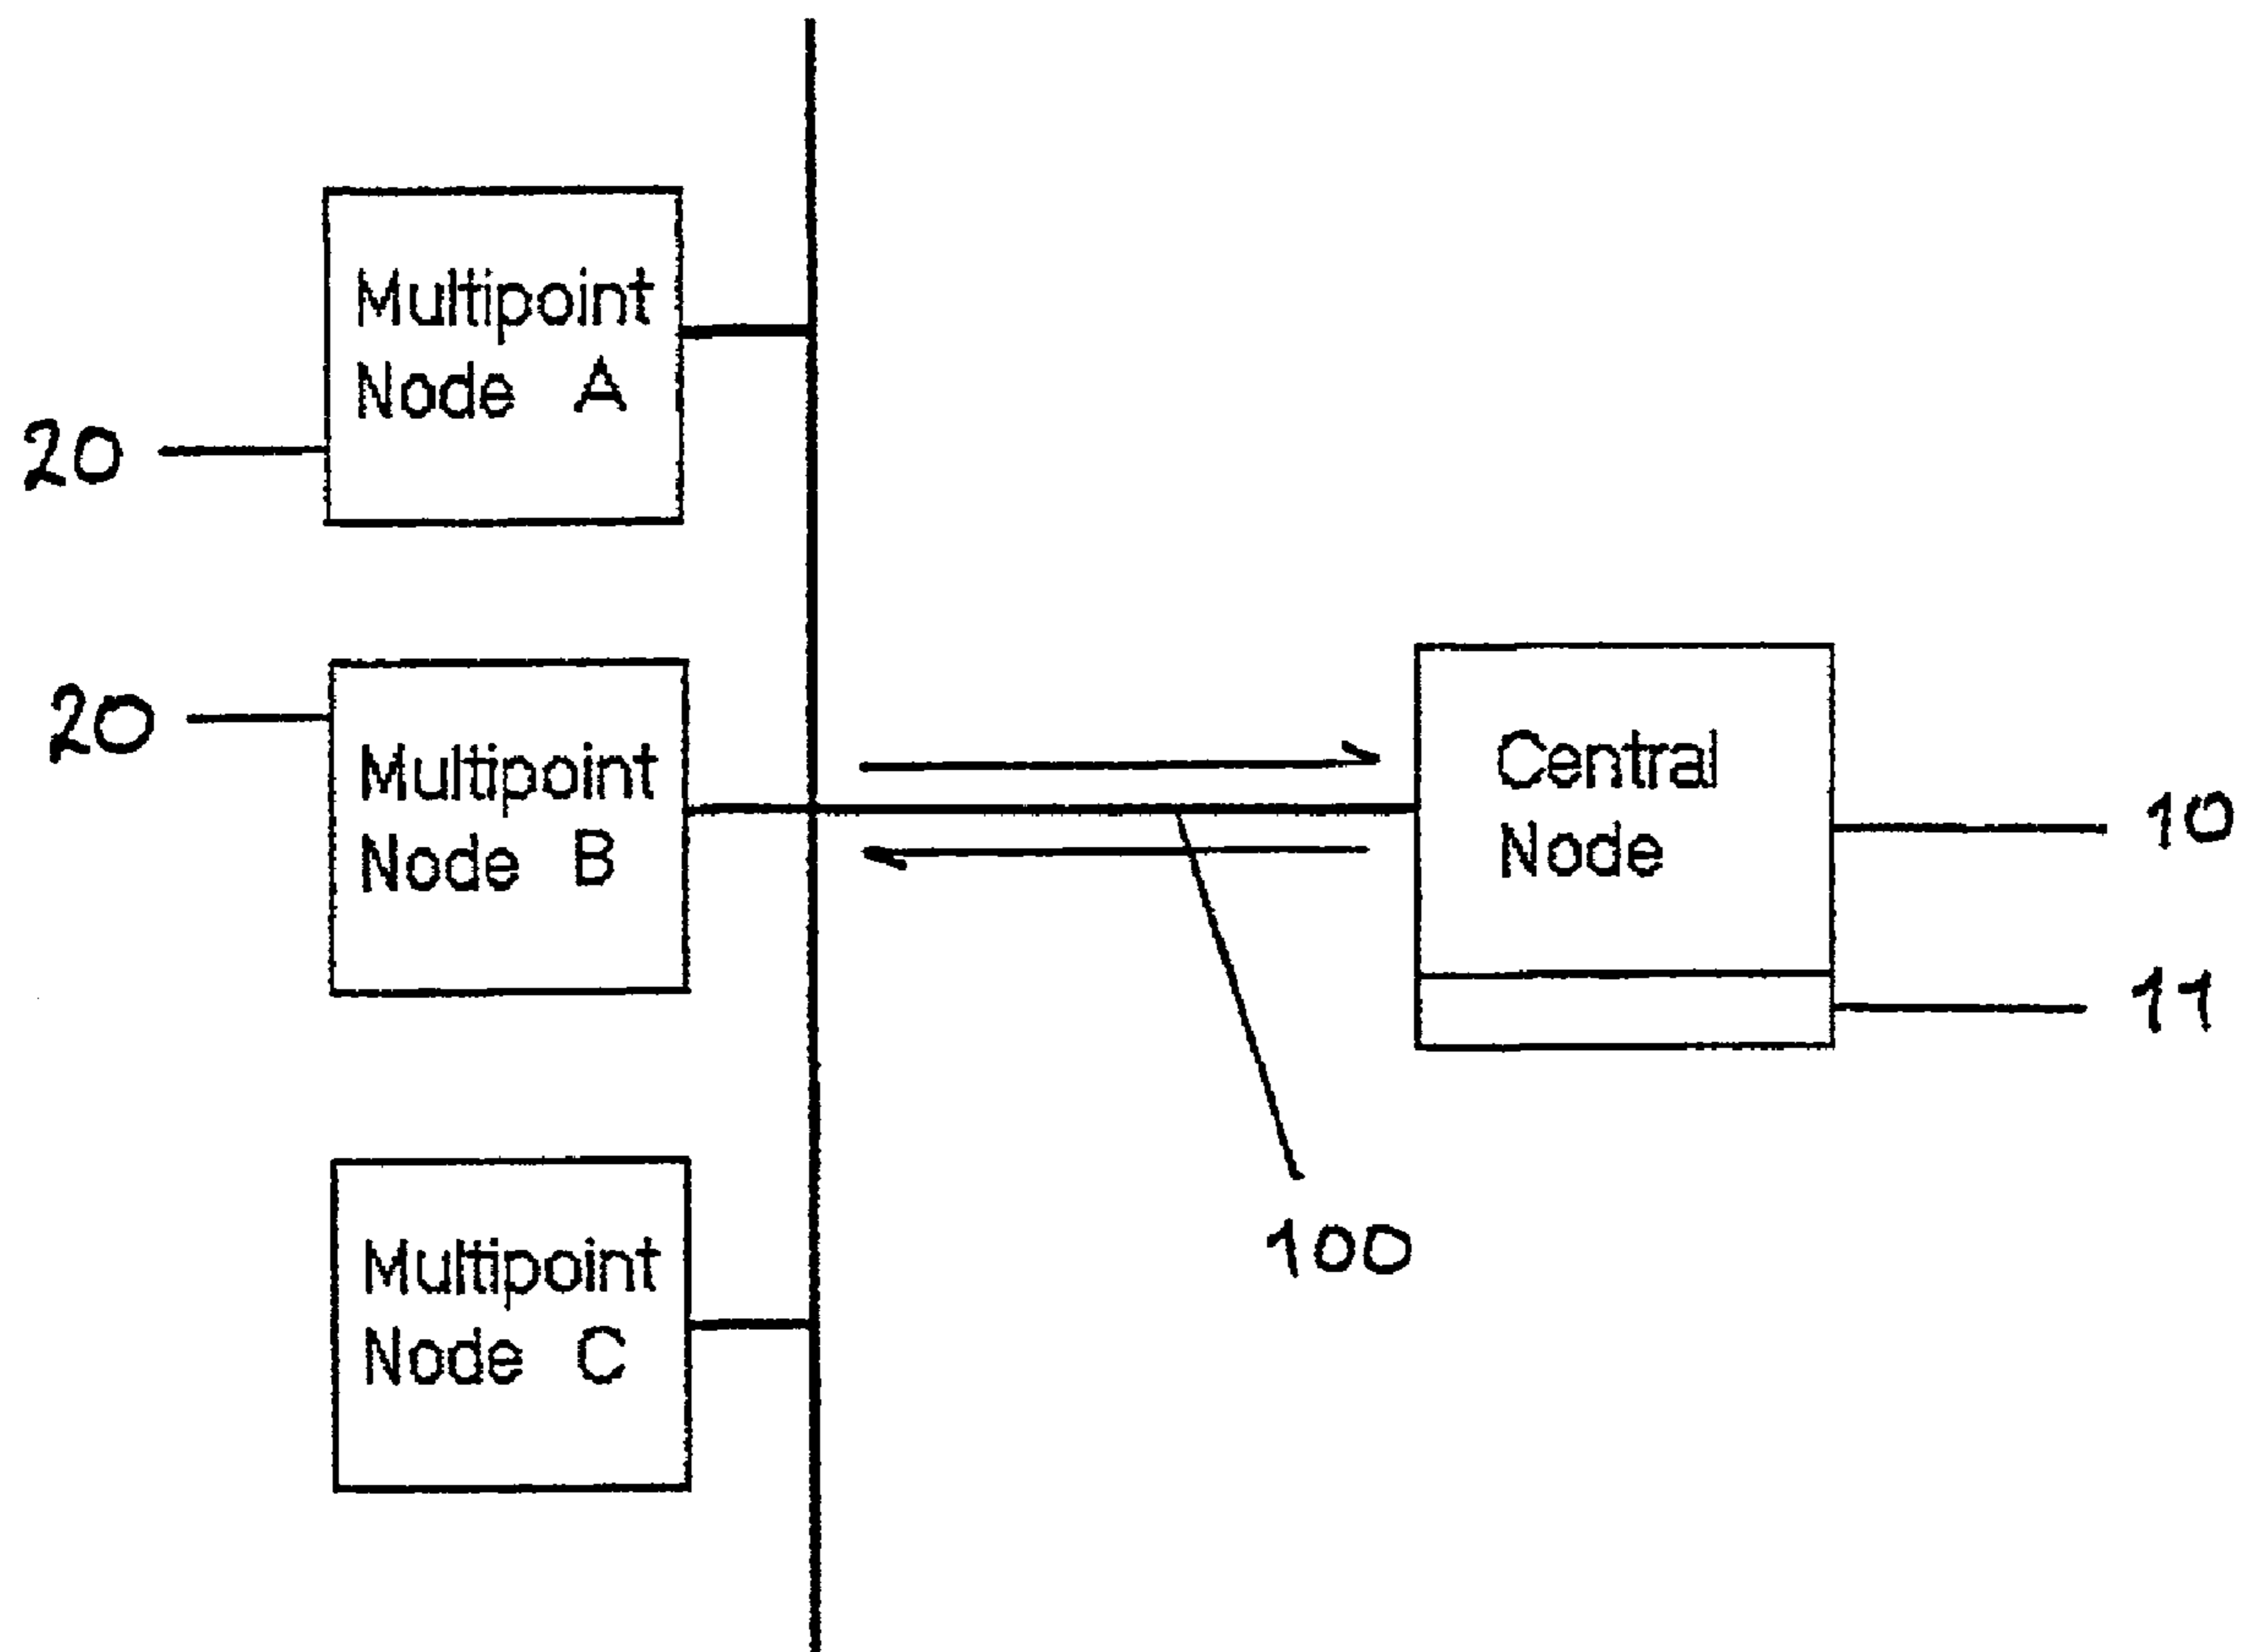 Multipoint
Node A
20
20
Multipoint
Node B
Central
Node
10
11
Multipoint
Node C
100